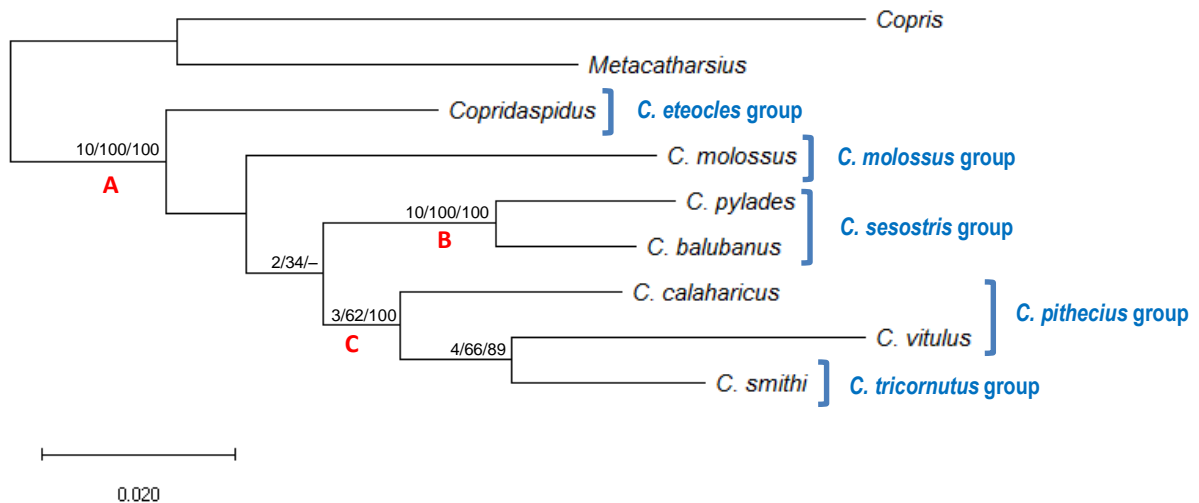 Copris
Metacatharsius
Copridaspidus
C. eteocles group
10/100/100
A
C. molossus
C. molossus group
C. pylades
10/100/100
B
C. sesostris group
C. balubanus
2/34/–
C. calaharicus
3/62/100
C
C. pithecius group
C. vitulus
4/66/89
C. smithi
C. tricornutus group
0.020